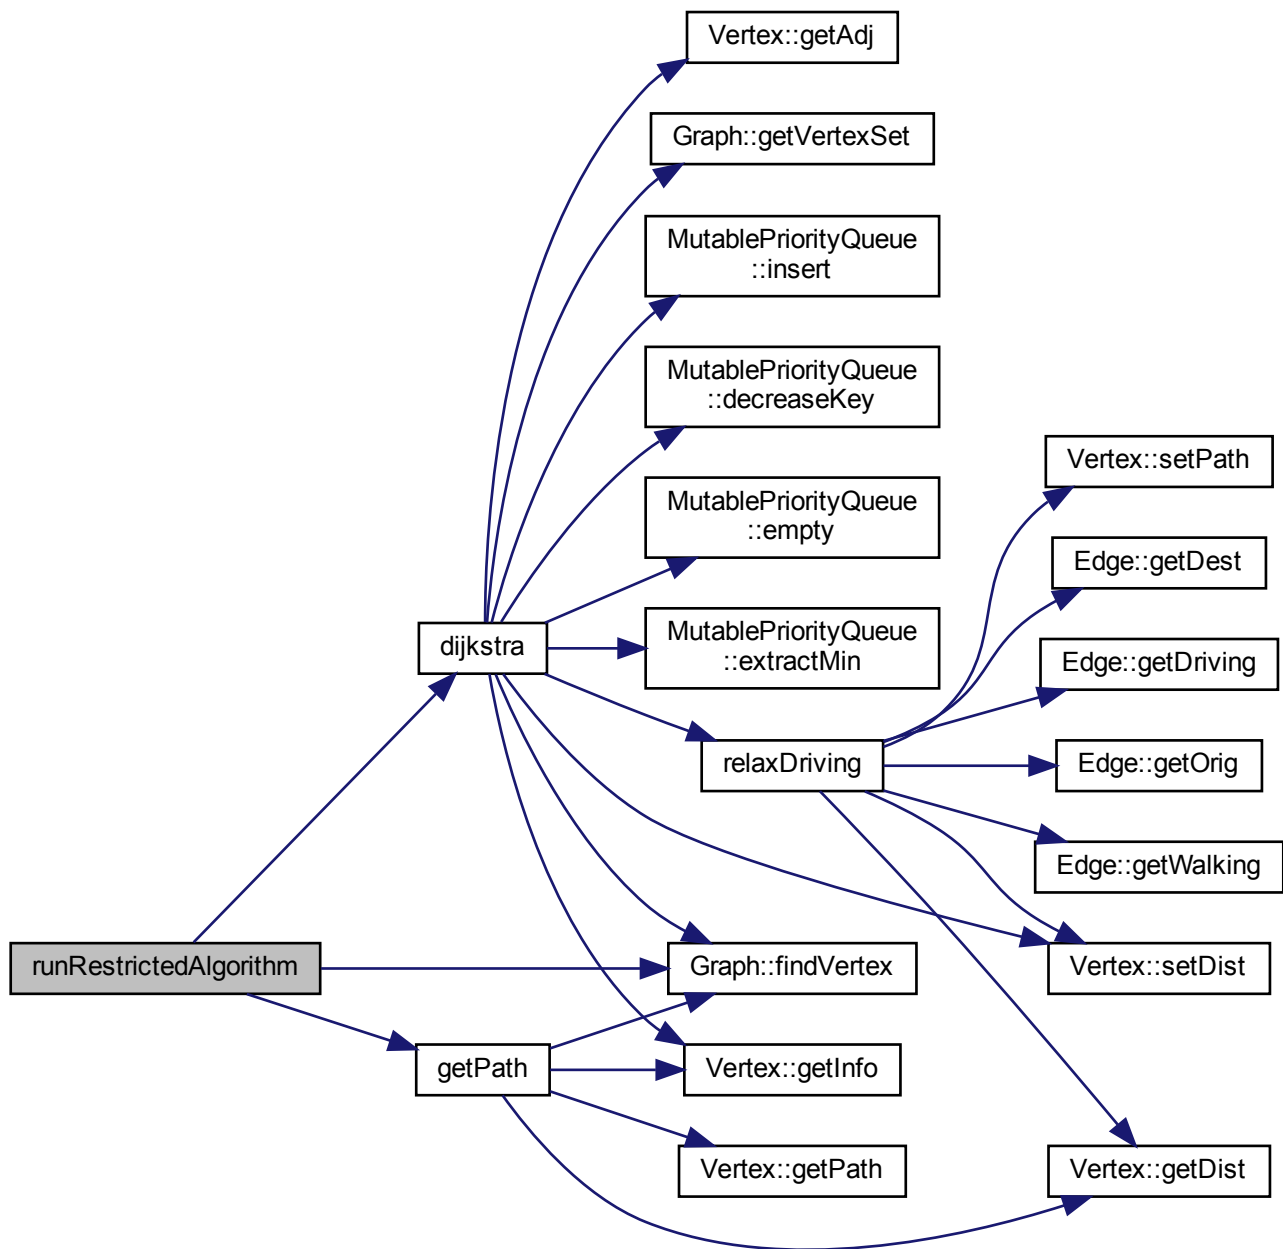 Vertex::getAdj
Graph::getVertexSet
MutablePriorityQueue
::insert
MutablePriorityQueue
::decreaseKey
Vertex::setPath
MutablePriorityQueue
::empty
Edge::getDest
dijkstra
MutablePriorityQueue
::extractMin
Edge::getDriving
relaxDriving
Edge::getOrig
Edge::getWalking
runRestrictedAlgorithm
Graph::findVertex
Vertex::setDist
getPath
Vertex::getInfo
Vertex::getPath
Vertex::getDist